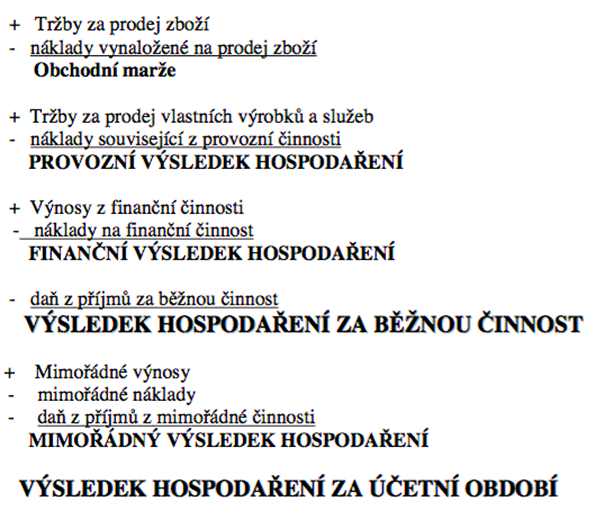 + Tržby za prodej zboží
- náklady vynaložené na prodej zboží
Obchodní marže
+ Tržby za prodej vlastních výrobků a služeb
- náklady související z provozní činnosti
PROVOZNÍ VÝSLEDEK HOSPODAŘENÍ
+ Výnosy z finanční činnosti
- náklady na finanční činnost
FINANČNÍ VÝSLEDEK HOSPODAŘENÍ
- daň z příjmů za běžnou činnost
VÝSLEDEK HOSPODAŘENÍ ZA BĚŽNOU ČINNOST
+ Mimořádné výnosy
- mimořádné náklady
- daň z příjmů z mimořádné činnosti
MIMOŘÁDNÝ VÝSLEDEK HOSPODAŘENÍ
VÝSLEDEK HOSPODAŘENÍ ZA ÚČETNÍ OBDOBÍ